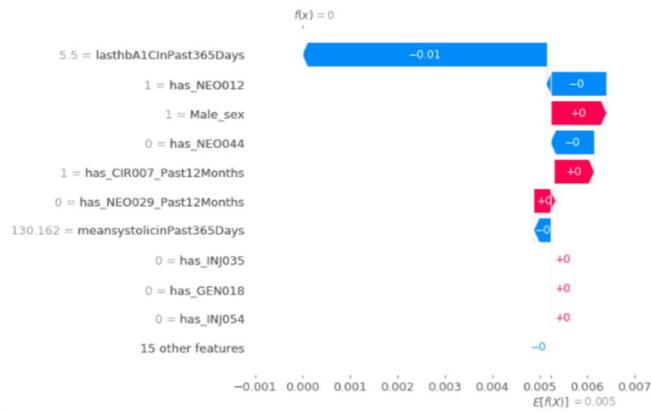 f(x) = 0
5.5 = lasthbA1CInPast365Days −0.01
1 = has_NEO012 −0
1 = Male_sex +0
0 = has_NEO044 −0
1 = has_CIR007_Past12Months +0
0 = has_NEO029_Past12Months +0
130.162 = meansystolicinPast365Days −0
0 = has_INJ035 +0
0 = has_GEN018 +0
0 = has_INJ054 +0
15 other features −0
−0.001 0.000 0.001 0.002 0.003 0.004 0.005 0.006 0.007
E[f(X)] = 0.005